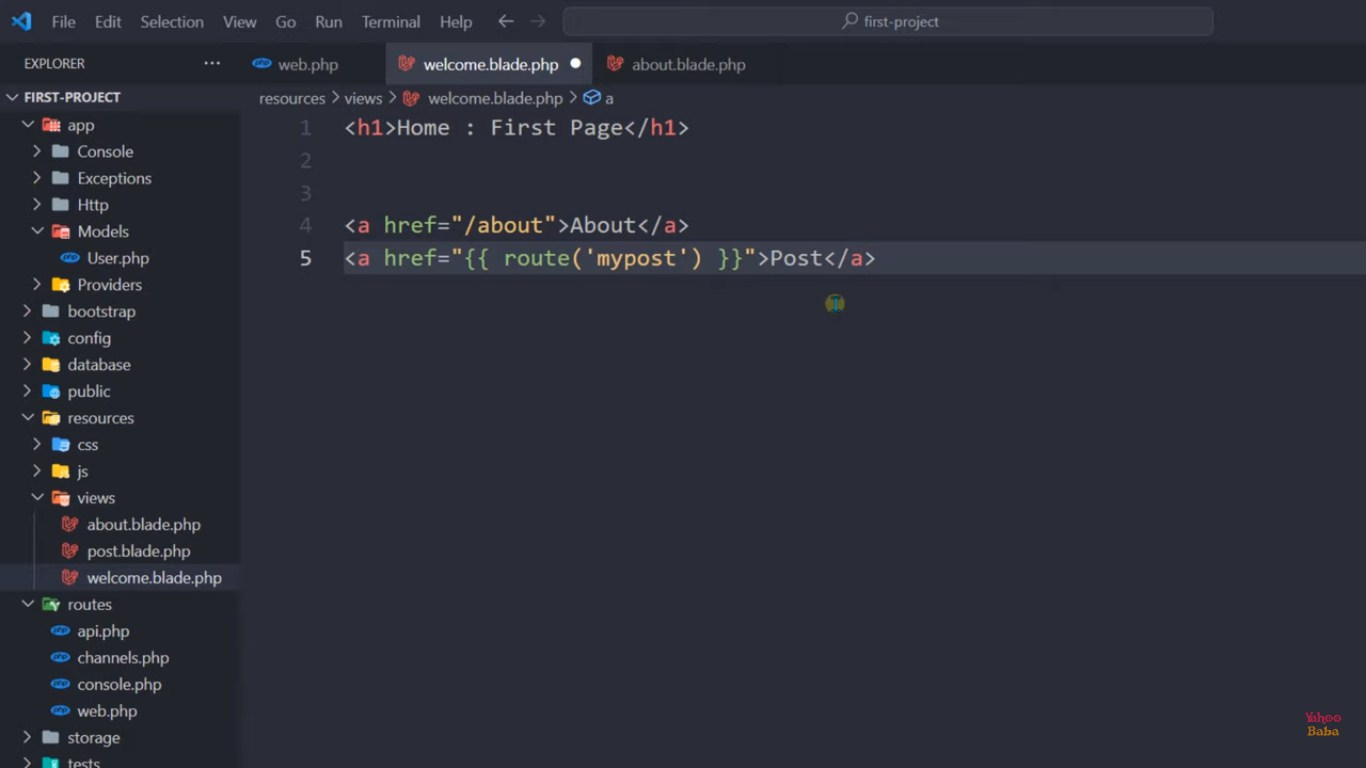 File Edit Selection View Go Run Terminal Help first-project
EXPLORER ··· web.php welcome.blade.php about.blade.php
FIRST-PROJECT
resources > views > welcome.blade.php > a
app
Console
Exceptions
Http
Models
User.php
Providers
bootstrap
config
database
public
resources
css
js
views
about.blade.php
post.blade.php
welcome.blade.php
routes
api.php
channels.php
console.php
web.php
storage
tests
1 <h1>Home : First Page</h1>
2
3
4 <a href="/about">About</a>
5 <a href="{{ route('mypost') }}">Post</a>
Yahoo
Baba